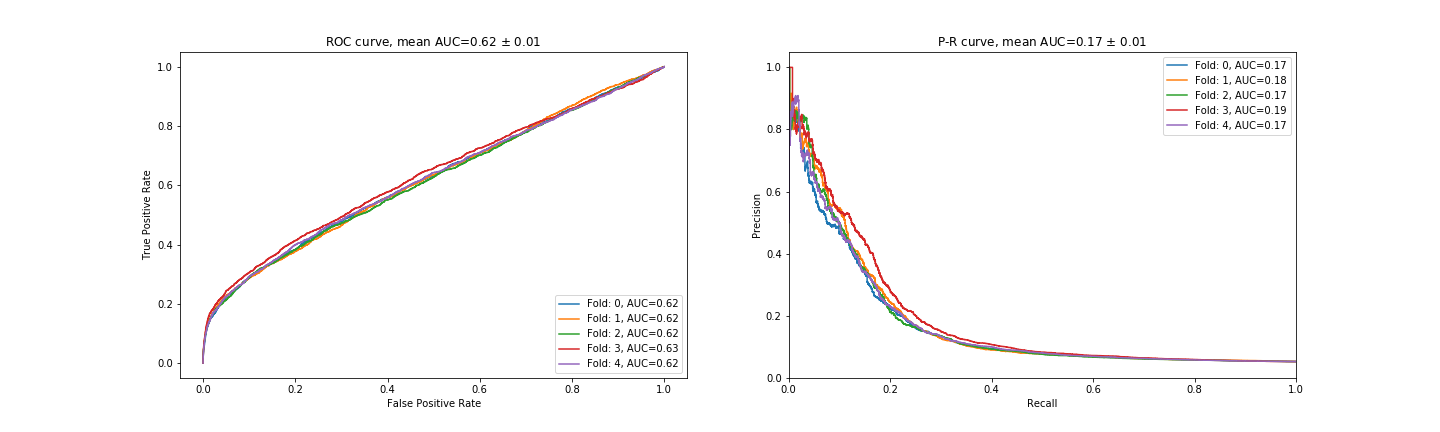 ROC curve, mean AUC=0.62 ± 0.01
True Positive Rate
1.0
0.8
0.6
0.4
0.2
0.0
Fold: 0, AUC=0.62
Fold: 1, AUC=0.62
Fold: 2, AUC=0.62
Fold: 3, AUC=0.63
Fold: 4, AUC=0.62
0.0 0.2 0.4 0.6 0.8 1.0
False Positive Rate
P-R curve, mean AUC=0.17 ± 0.01
Precision
1.0
0.8
0.6
0.4
0.2
0.0
Fold: 0, AUC=0.17
Fold: 1, AUC=0.18
Fold: 2, AUC=0.17
Fold: 3, AUC=0.19
Fold: 4, AUC=0.17
0.0 0.2 0.4 0.6 0.8 1.0
Recall